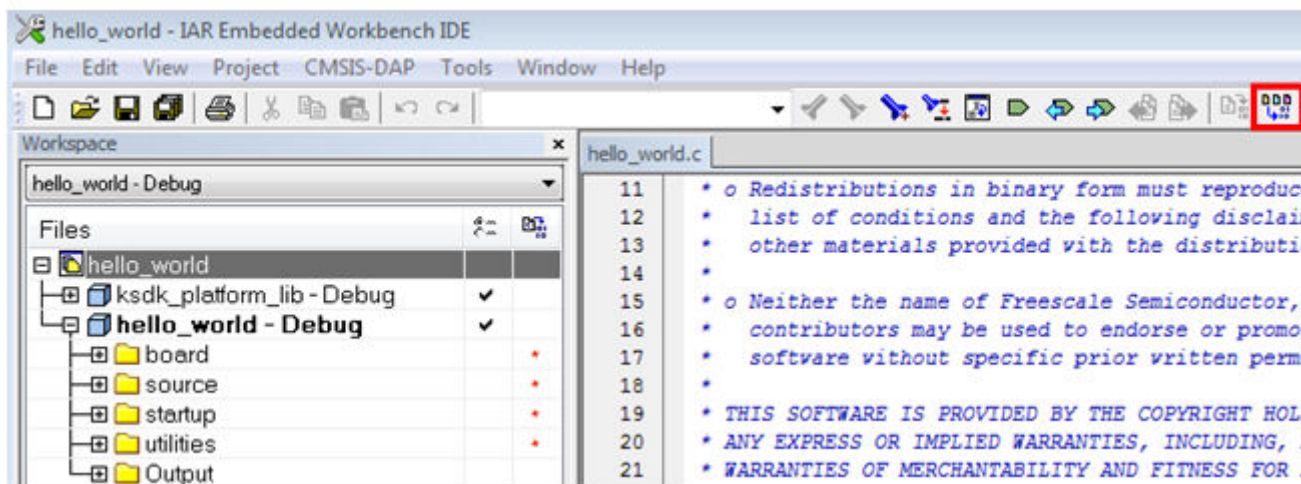 hello_world - IAR Embedded Workbench IDE
File Edit View Project CMSIS-DAP Tools Window Help
Workspace
hello_world - Debug
Files
hello_world
ksdk_platform_lib - Debug
hello_world - Debug
board
source
startup
utilities
Output
hello_world.c
11 * o Redistributions in binary form must reproduc
12 * list of conditions and the following disclai
13 * other materials provided with the distributi
14 *
15 * o Neither the name of Freescale Semiconductor,
16 * contributors may be used to endorse or promo
17 * software without specific prior written perm
18 *
19 * THIS SOFTWARE IS PROVIDED BY THE COPYRIGHT HOL
20 * ANY EXPRESS OR IMPLIED WARRANTIES, INCLUDING,
21 * WARRANTIES OF MERCHANTABILITY AND FITNESS FOR